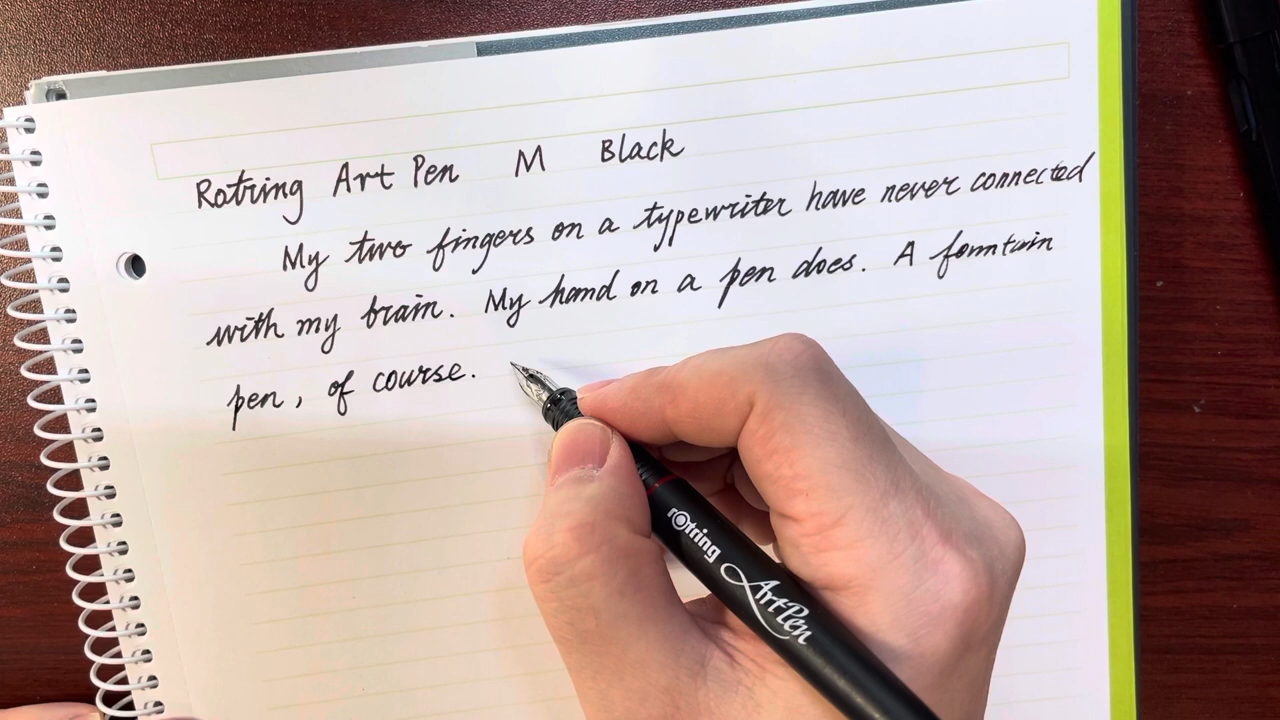 Rotring Art Pen M Black
My two fingers on a typewriter have never connected
with my brain. My hand on a pen does. A fountain
pen, of course.
rotring ArtPen